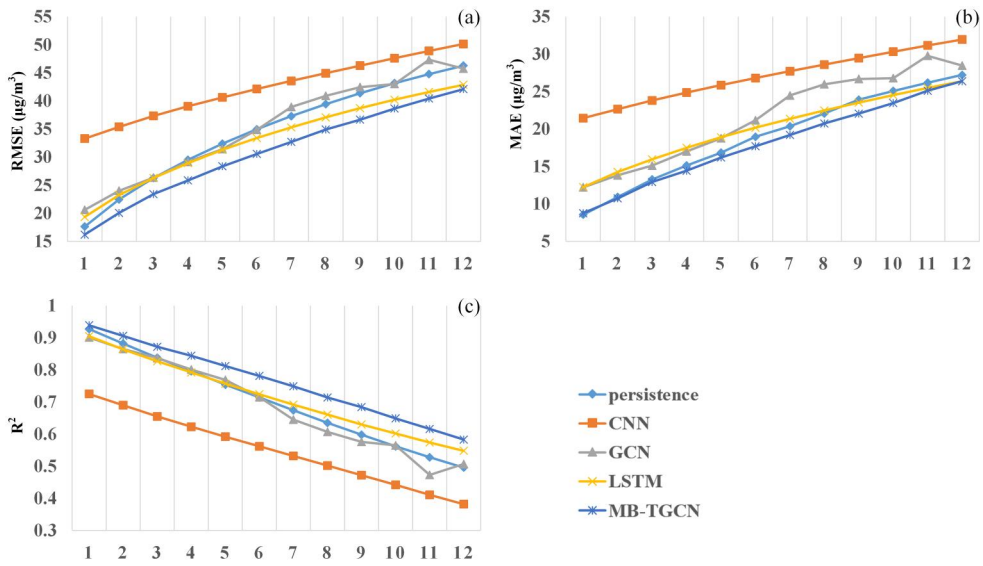 (a)
RMSE (μg/m³)
50
45
40
35
30
25
20
15
1 2 3 4 5 6 7 8 9 10 11 12
(b)
MAE (μg/m³)
35
30
25
20
15
10
5
1 2 3 4 5 6 7 8 9 10 11 12
(c)
R²
1
0.9
0.8
0.7
0.6
0.5
0.4
0.3
1 2 3 4 5 6 7 8 9 10 11 12
persistence
CNN
GCN
LSTM
MB-TGCN